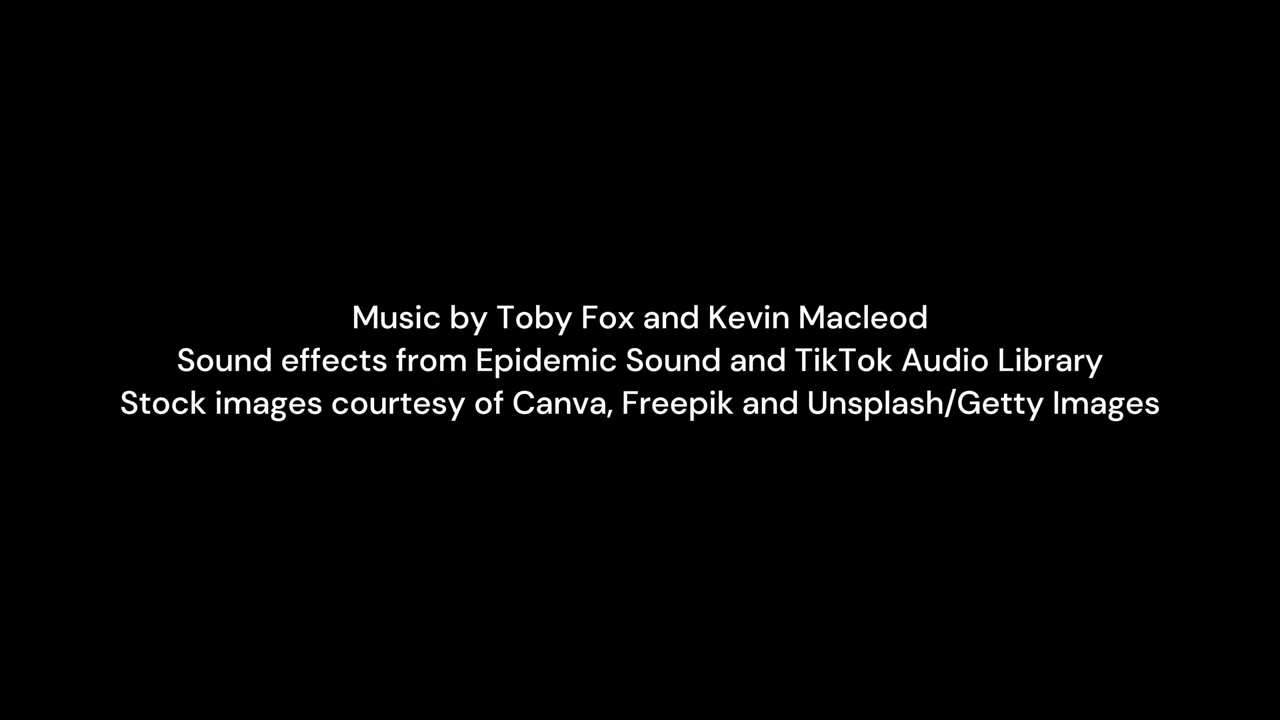 Music by Toby Fox and Kevin Macleod
Sound effects from Epidemic Sound and TikTok Audio Library
Stock images courtesy of Canva, Freepik and Unsplash/Getty Images